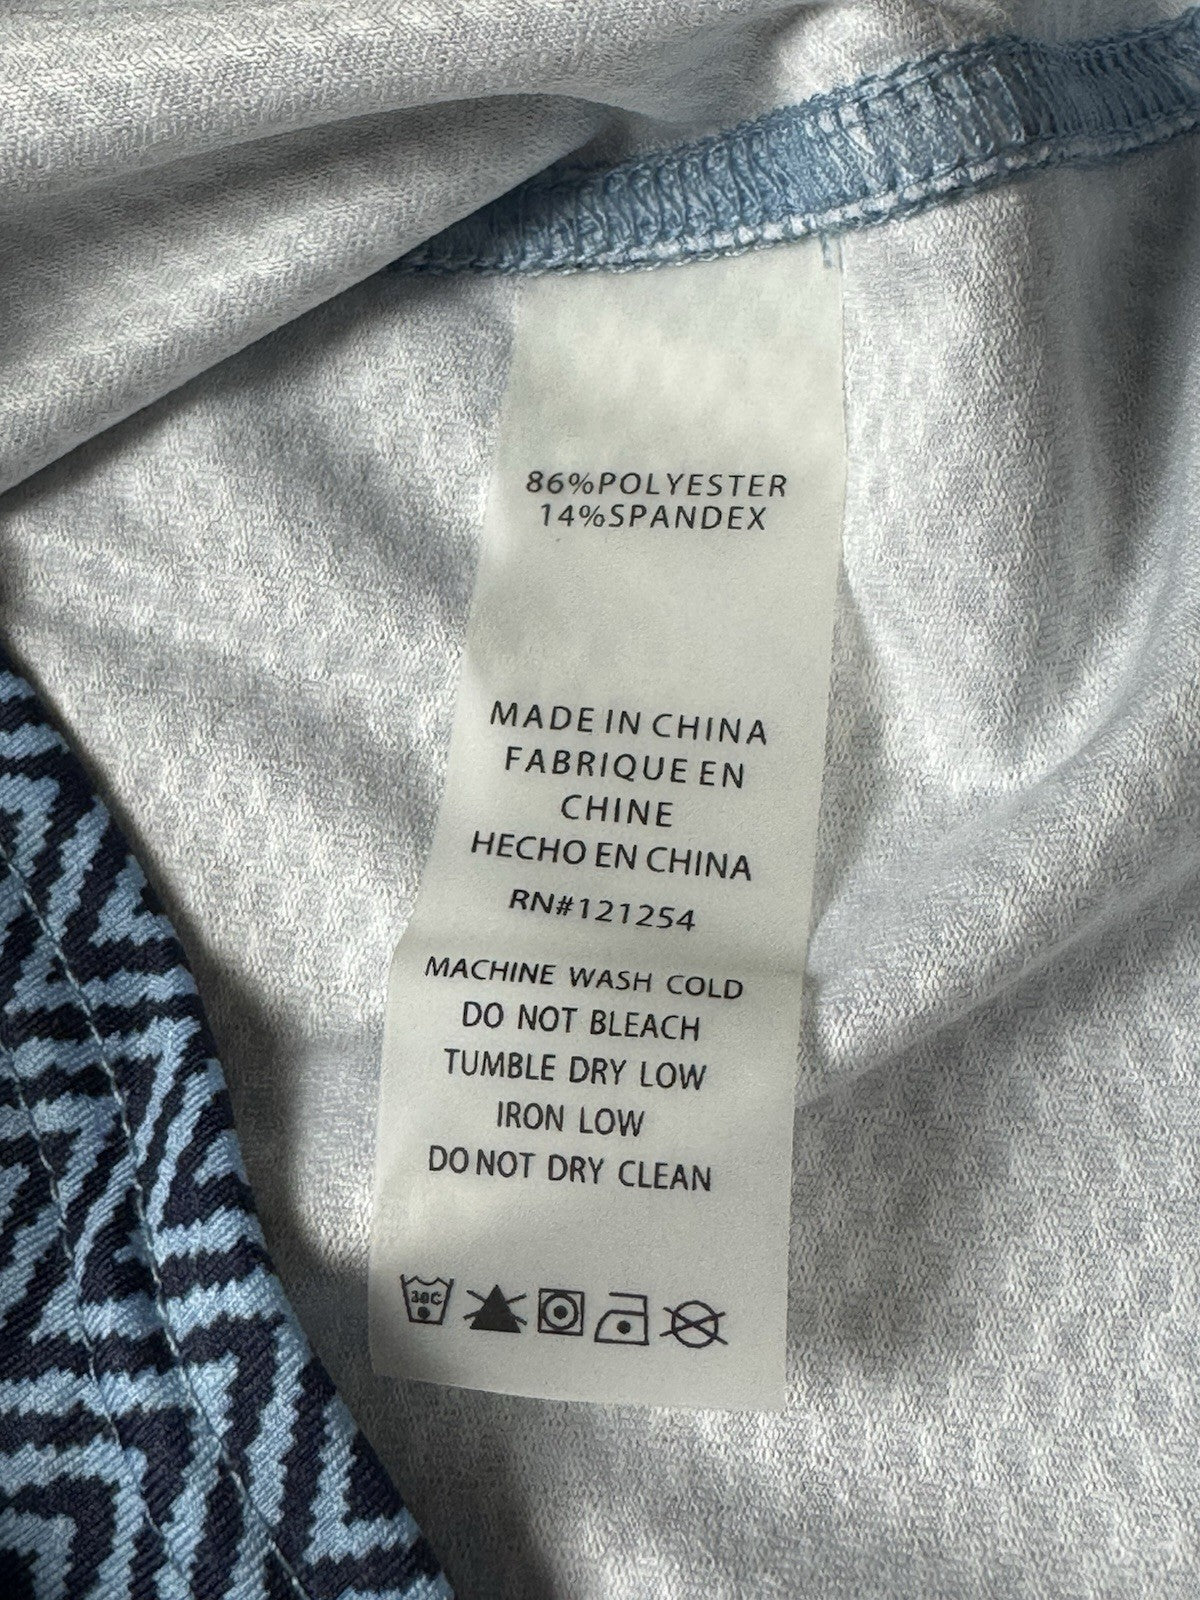 86%POLYESTER
14%SPANDEX
MADE IN CHINA
FABRIQUE EN
CHINE
HECHO EN CHINA
RN#121254
MACHINE WASH COLD
DO NOT BLEACH
TUMBLE DRY LOW
IRON LOW
DO NOT DRY CLEAN
30C